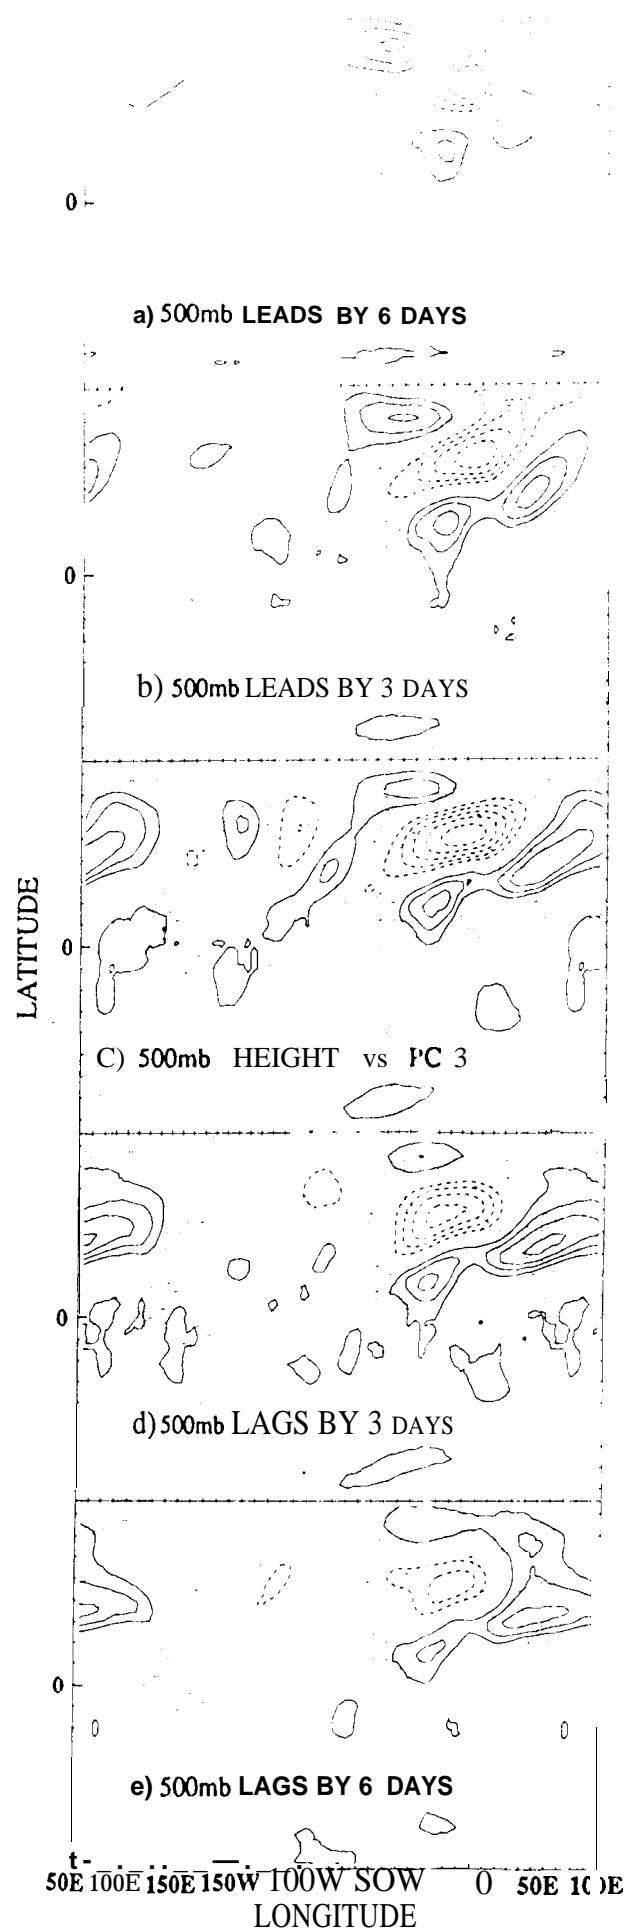 0
a) 500mb LEADS BY 6 DAYS
0
b) 500mb LEADS BY 3 DAYS
LATITUDE
0
C) 500mb HEIGHT vs PC 3
0
d) 500mb LAGS BY 3 DAYS
0
e) 500mb LAGS BY 6 DAYS
50E 100E 150E 150W 100W SOW 0 50E
LONGITUDE